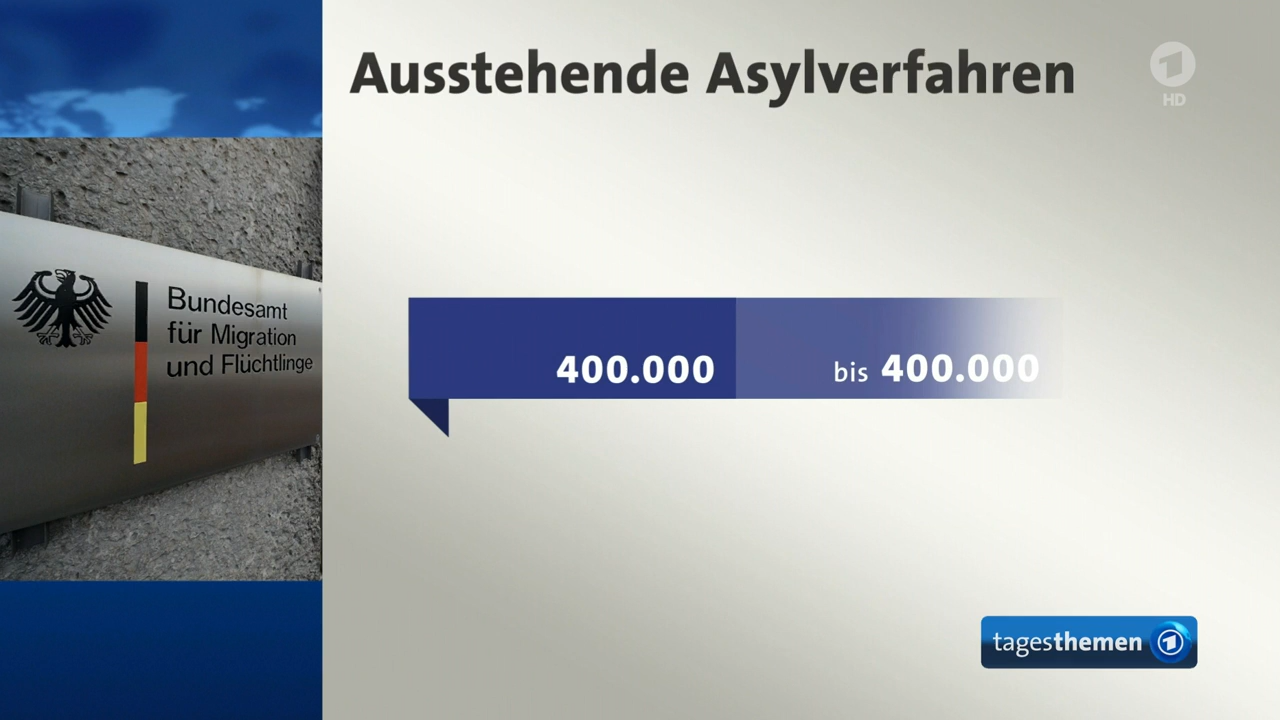 Ausstehende Asylverfahren
1
HD
Bundesamt
für Migration
und Flüchtlinge
400.000
bis 400.000
tagesthemen 1